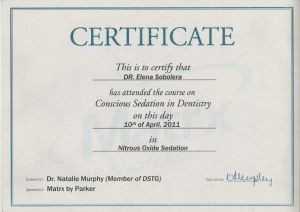 CERTIFICATE
This is to certify that
DR. Elena Sobolera
has attended the course on
Conscious Sedation in Dentistry
on this day
10th of April, 2011
in
Nitrous Oxide Sedation
Dr. Natalie Murphy (Member of DSTG)
Matrx by Parker